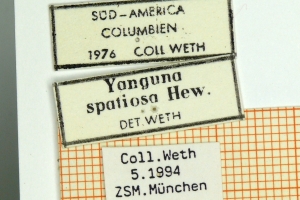 SÜD-AMERICA
COLUMBIEN
1976 COLL WETH
Yanguna
spatiosa Hew.
DET. WETH
Coll.Weth
5.1994
ZSM.München